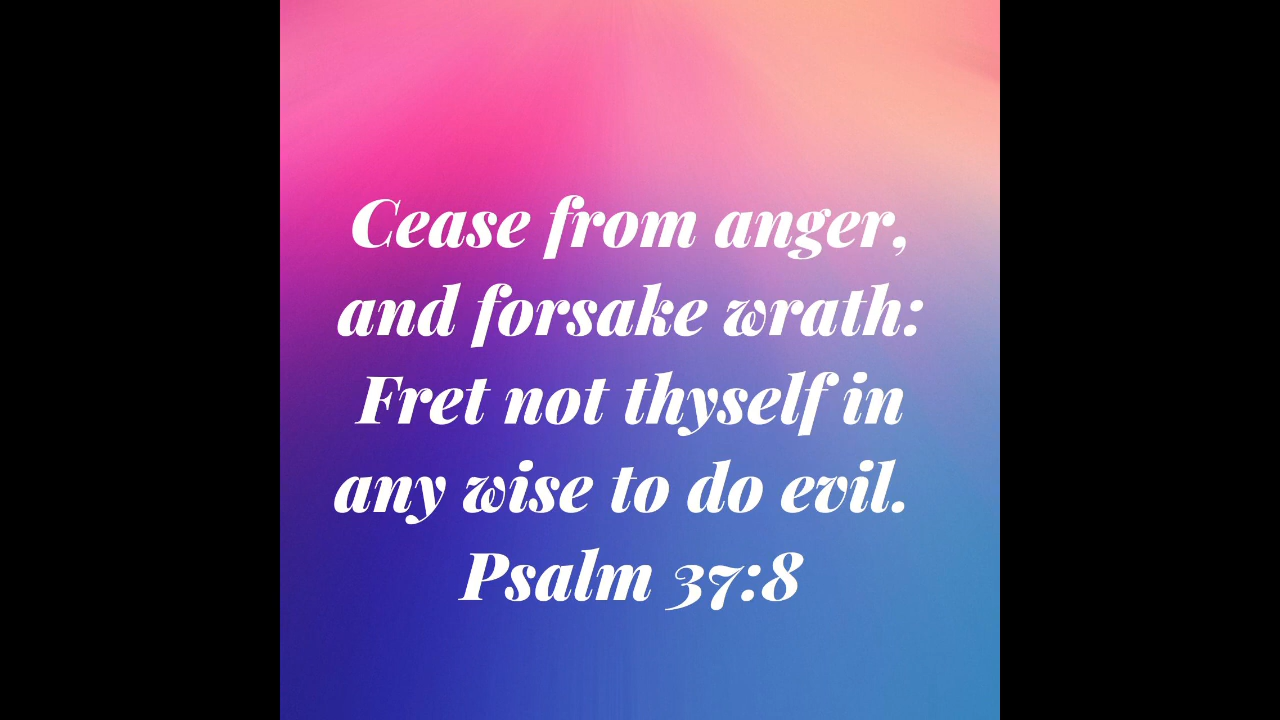 Cease from anger,
and forsake wrath:
Fret not thyself in
any wise to do evil.
Psalm 37:8